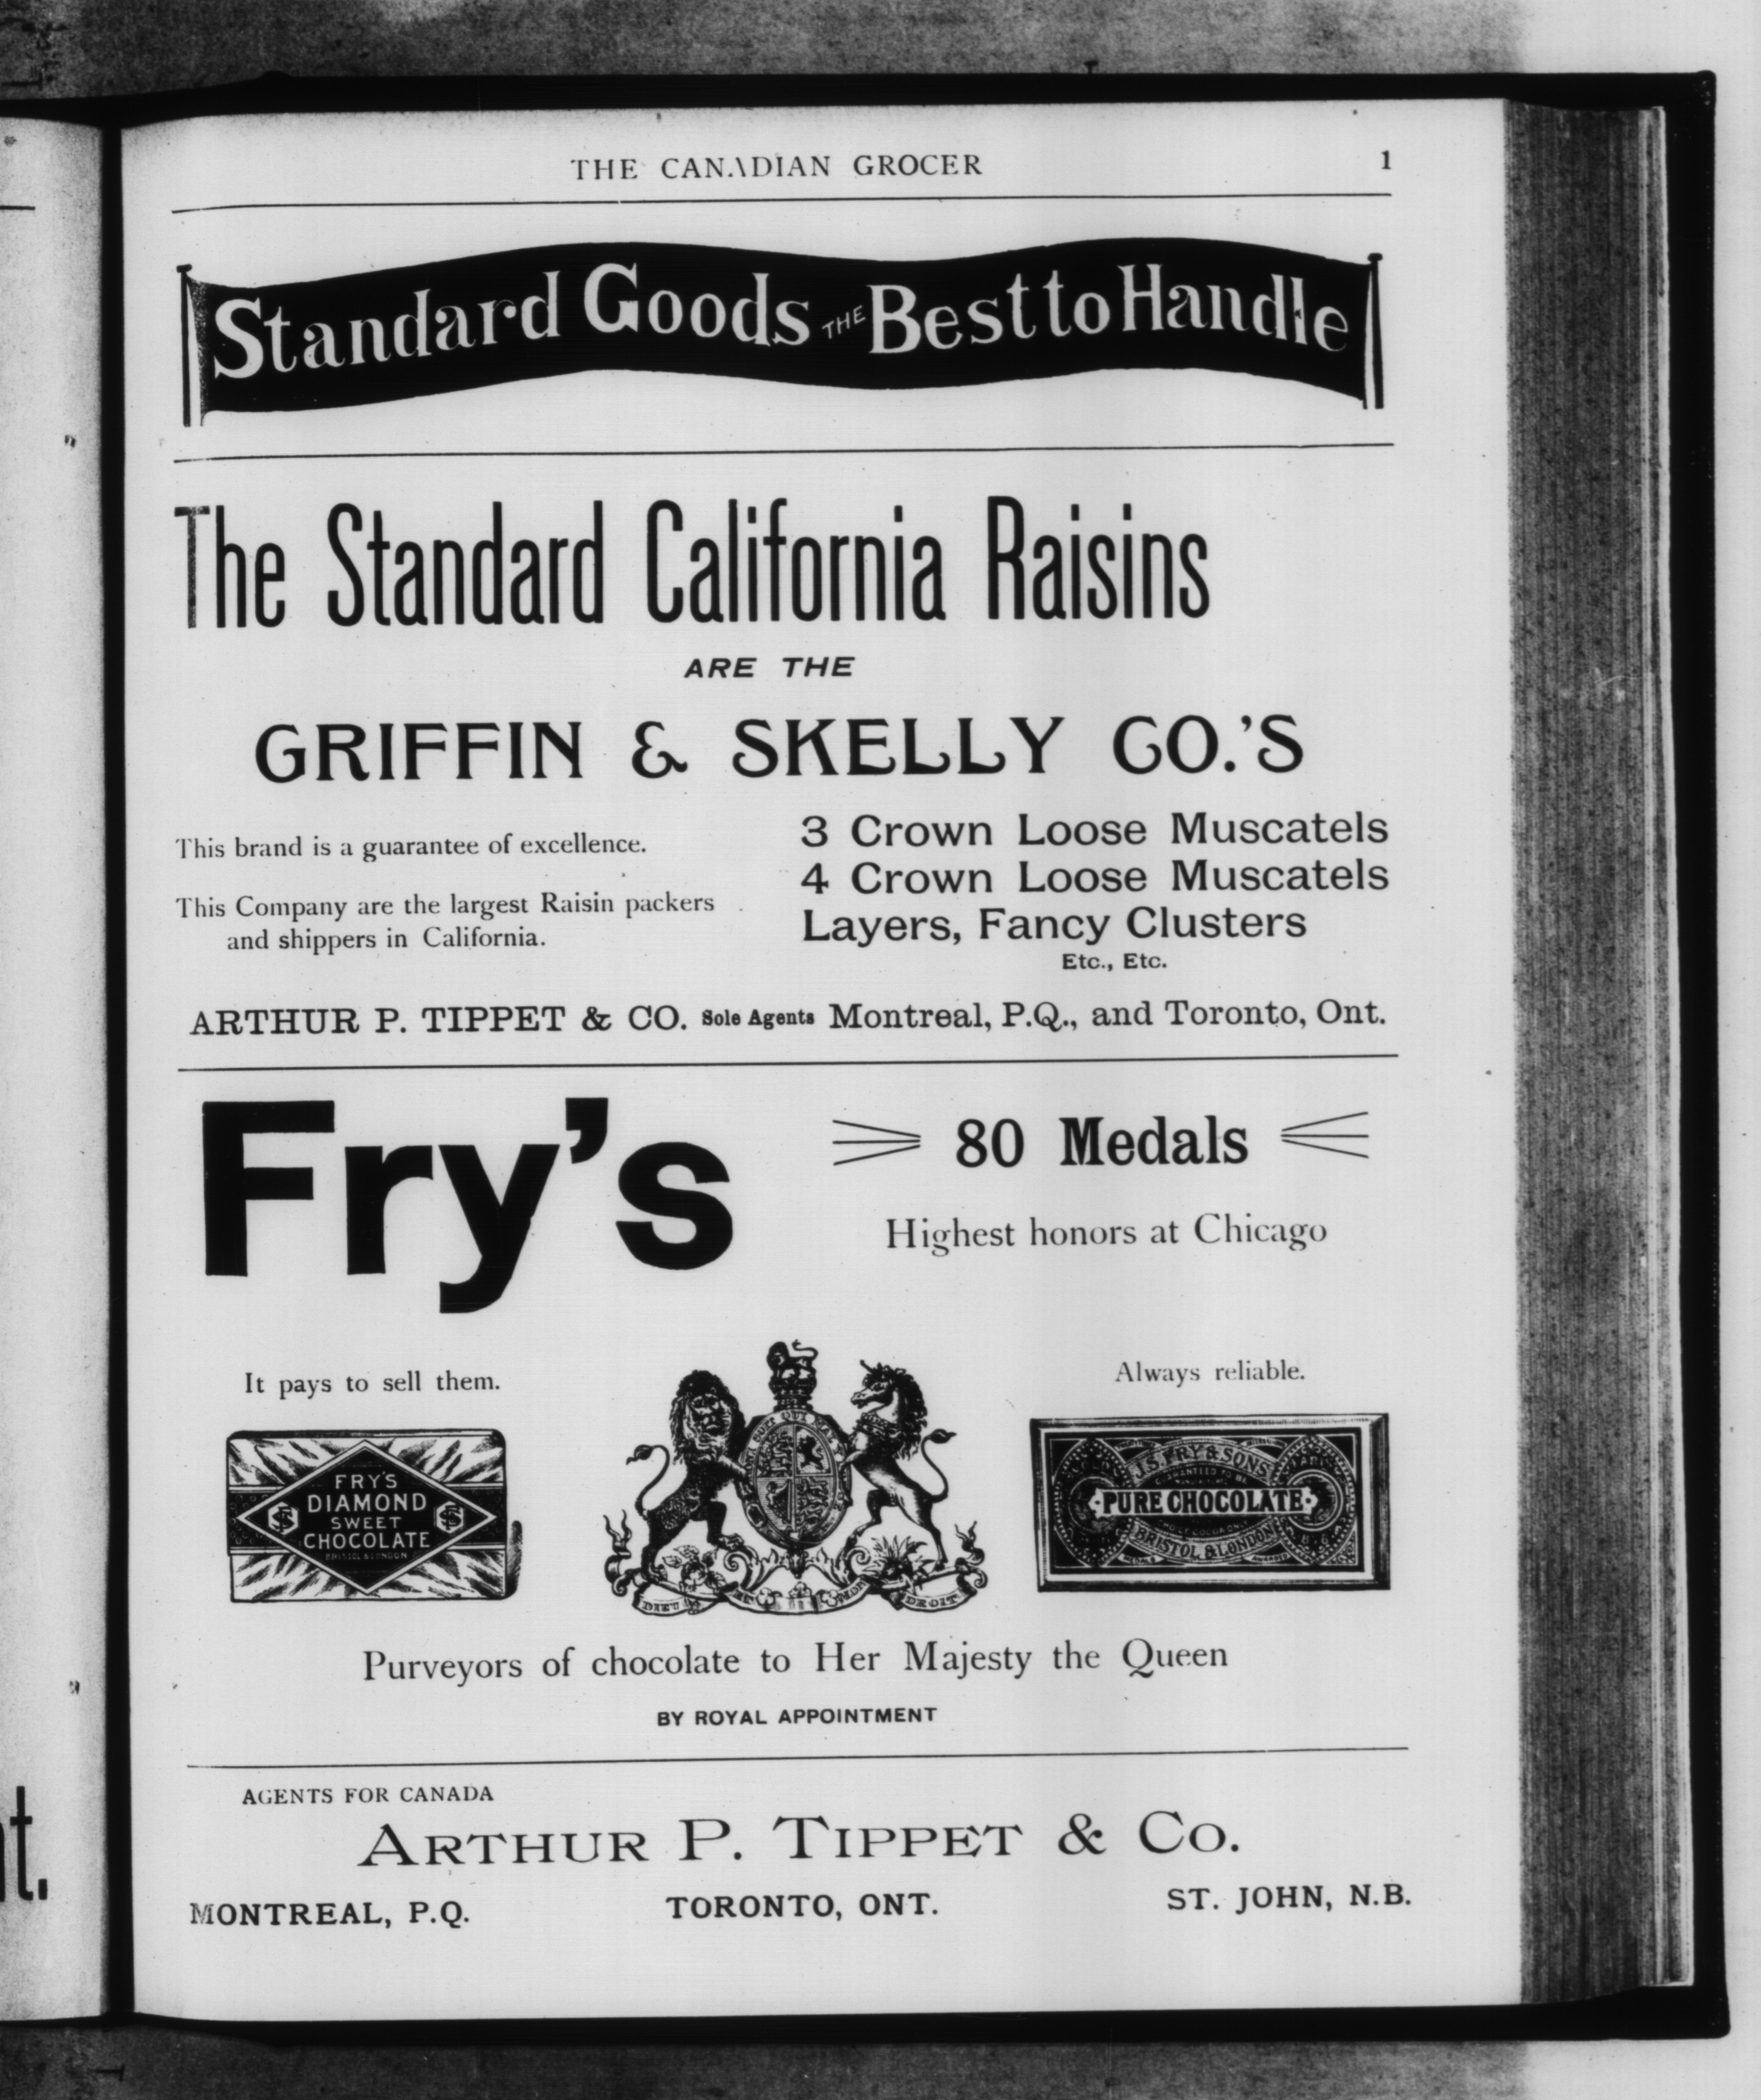 THE CANADIAN GROCER 1
Standard Goods THE Best to Handle
The Standard California Raisins
ARE THE
GRIFFIN & SKELLY CO.'S
This brand is a guarantee of excellence.
This Company are the largest Raisin packers
and shippers in California.
3 Crown Loose Muscatels
4 Crown Loose Muscatels
Layers, Fancy Clusters
Etc., Etc.
ARTHUR P. TIPPET & CO. Sole Agents Montreal, P.Q., and Toronto, Ont.
Fry's
80 Medals
Highest honors at Chicago
It pays to sell them.
Always reliable.
FRY'S
DIAMOND
SWEET
CHOCOLATE
BRISTOL & LONDON
DIEU ET MON DROIT
J.S. FRY & SONS
GUARANTEED TO BE
PURE CHOCOLATE
BRISTOL & LONDON
Purveyors of chocolate to Her Majesty the Queen
BY ROYAL APPOINTMENT
AGENTS FOR CANADA
ARTHUR P. TIPPET & CO.
MONTREAL, P.Q. TORONTO, ONT. ST. JOHN, N.B.
t.